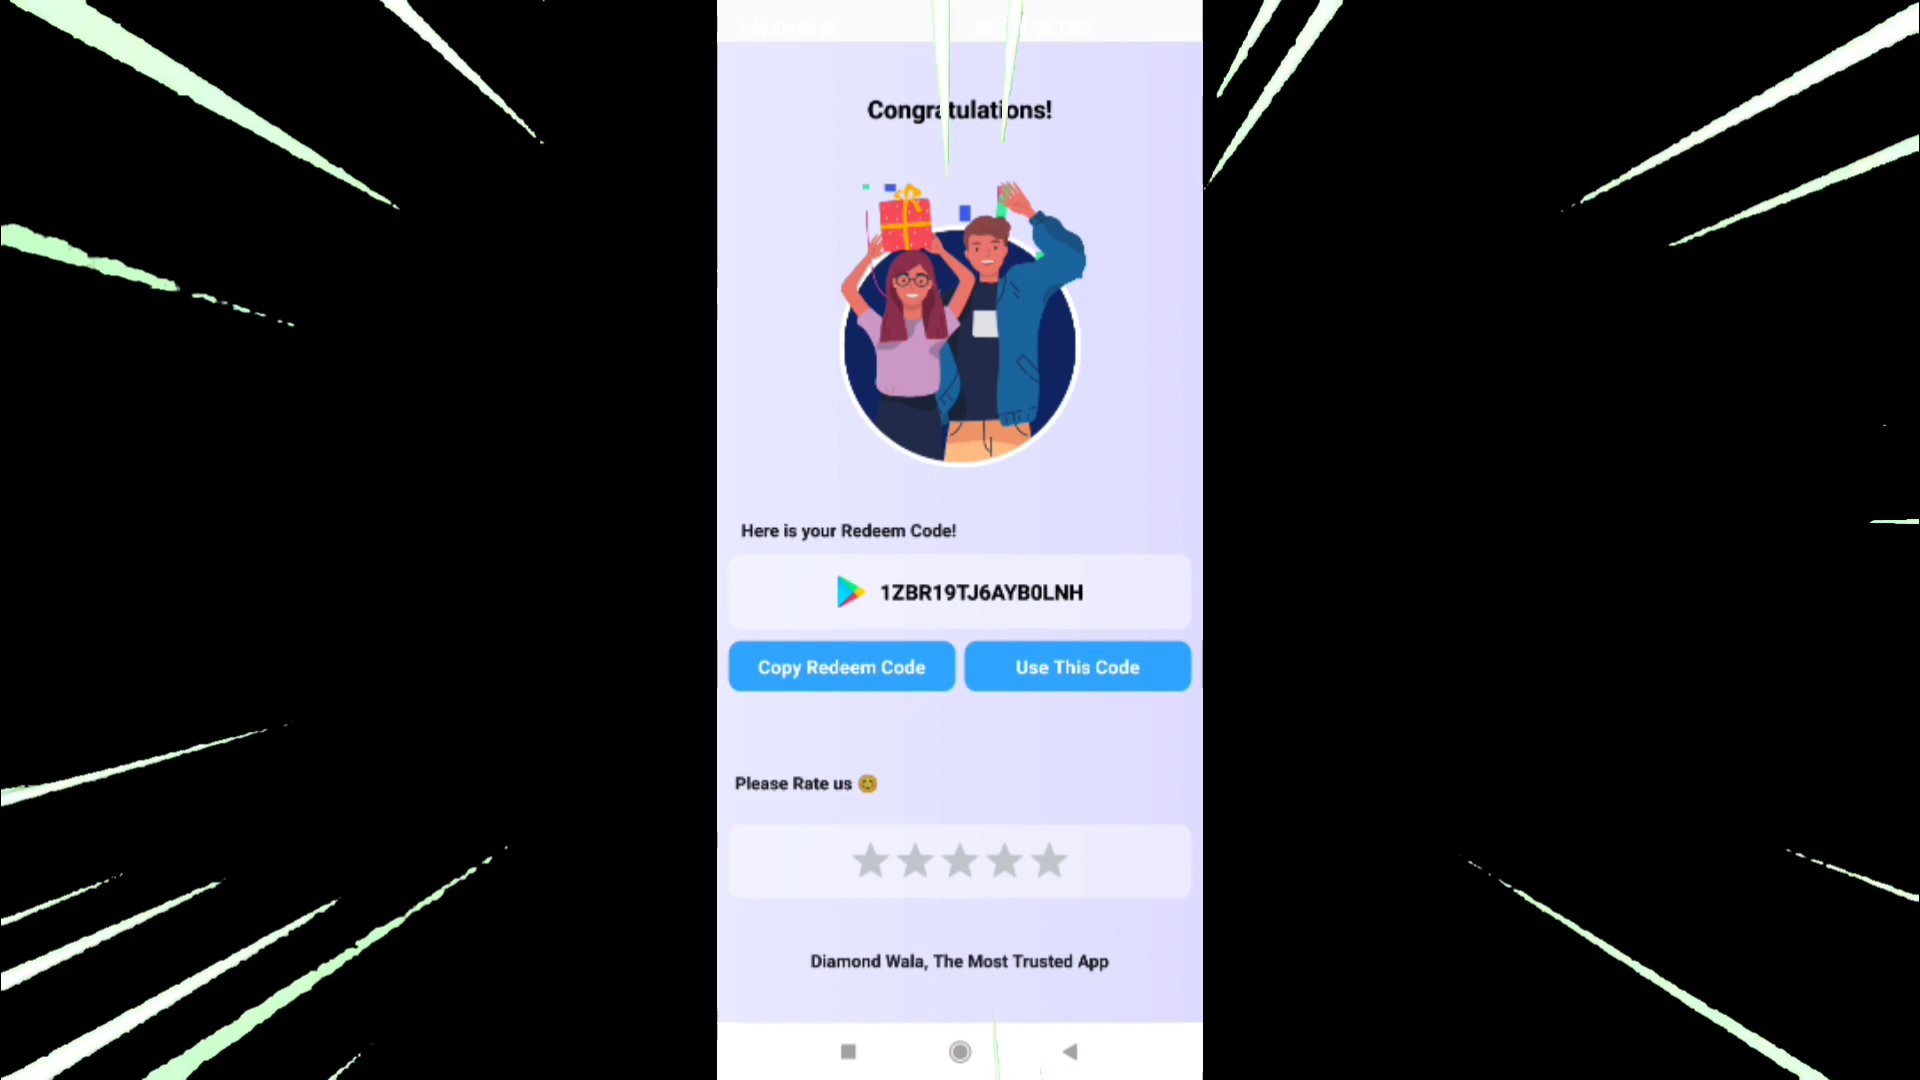 Congratulations!
Here is your Redeem Code!
1ZBR19TJ6AYB0LNH
Copy Redeem Code
Use This Code
Please Rate us 😊
Diamond Wala, The Most Trusted App